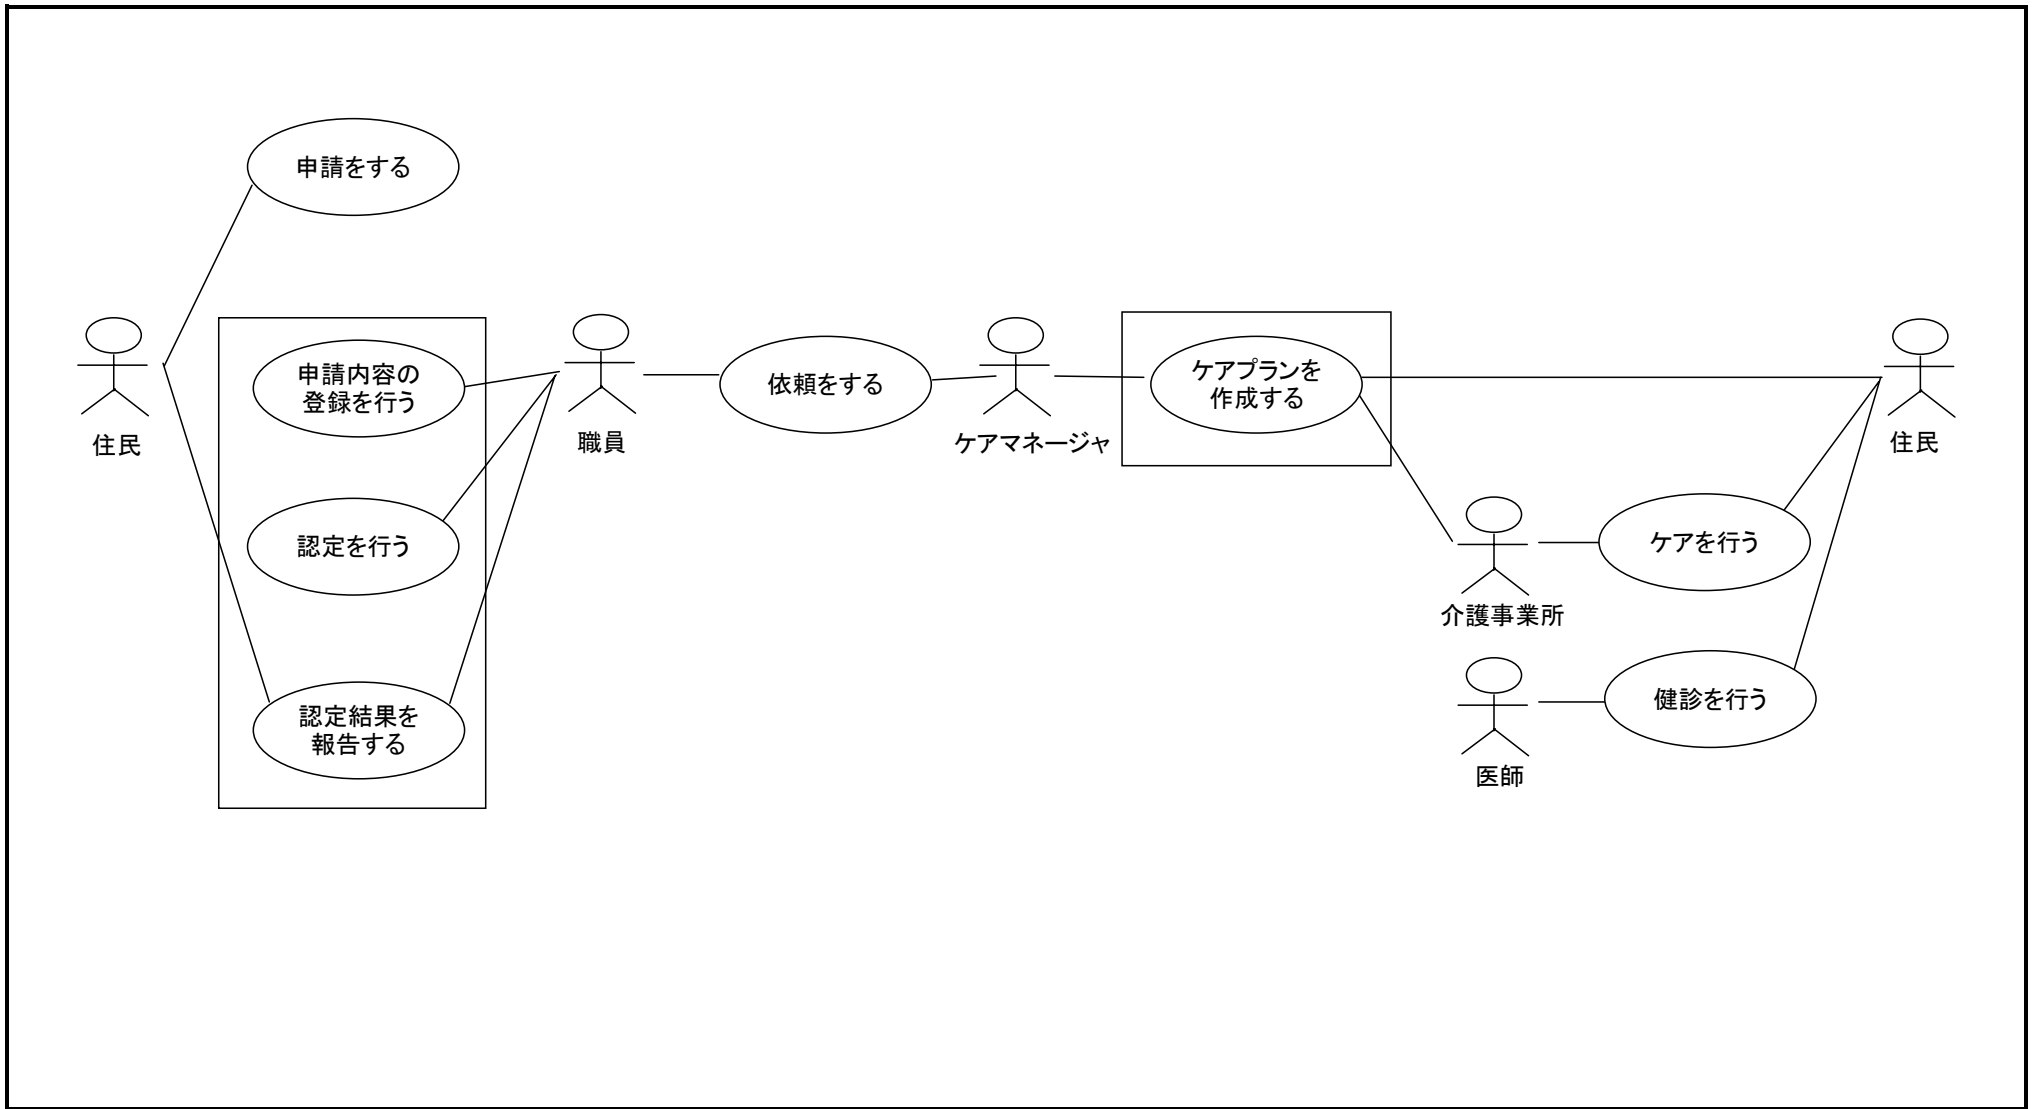 申請をする
住民
申請内容の
登録を行う
認定を行う
認定結果を
報告する
職員
依頼をする
ケアマネージャ
ケアプランを
作成する
住民
介護事業所
ケアを行う
医師
健診を行う